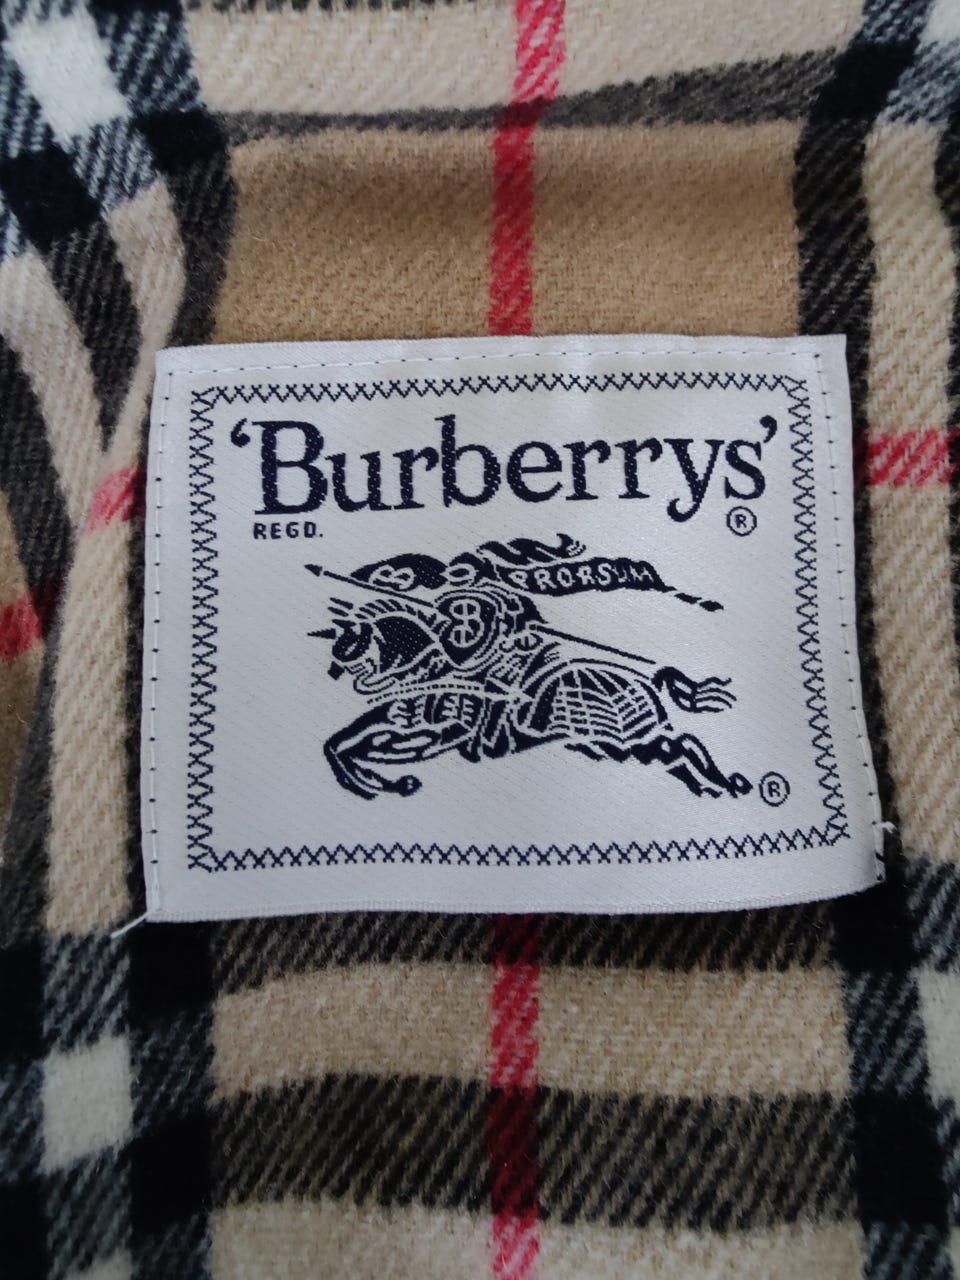 ‘Burberrys’
REGD. ®
PRORSUM
B
®